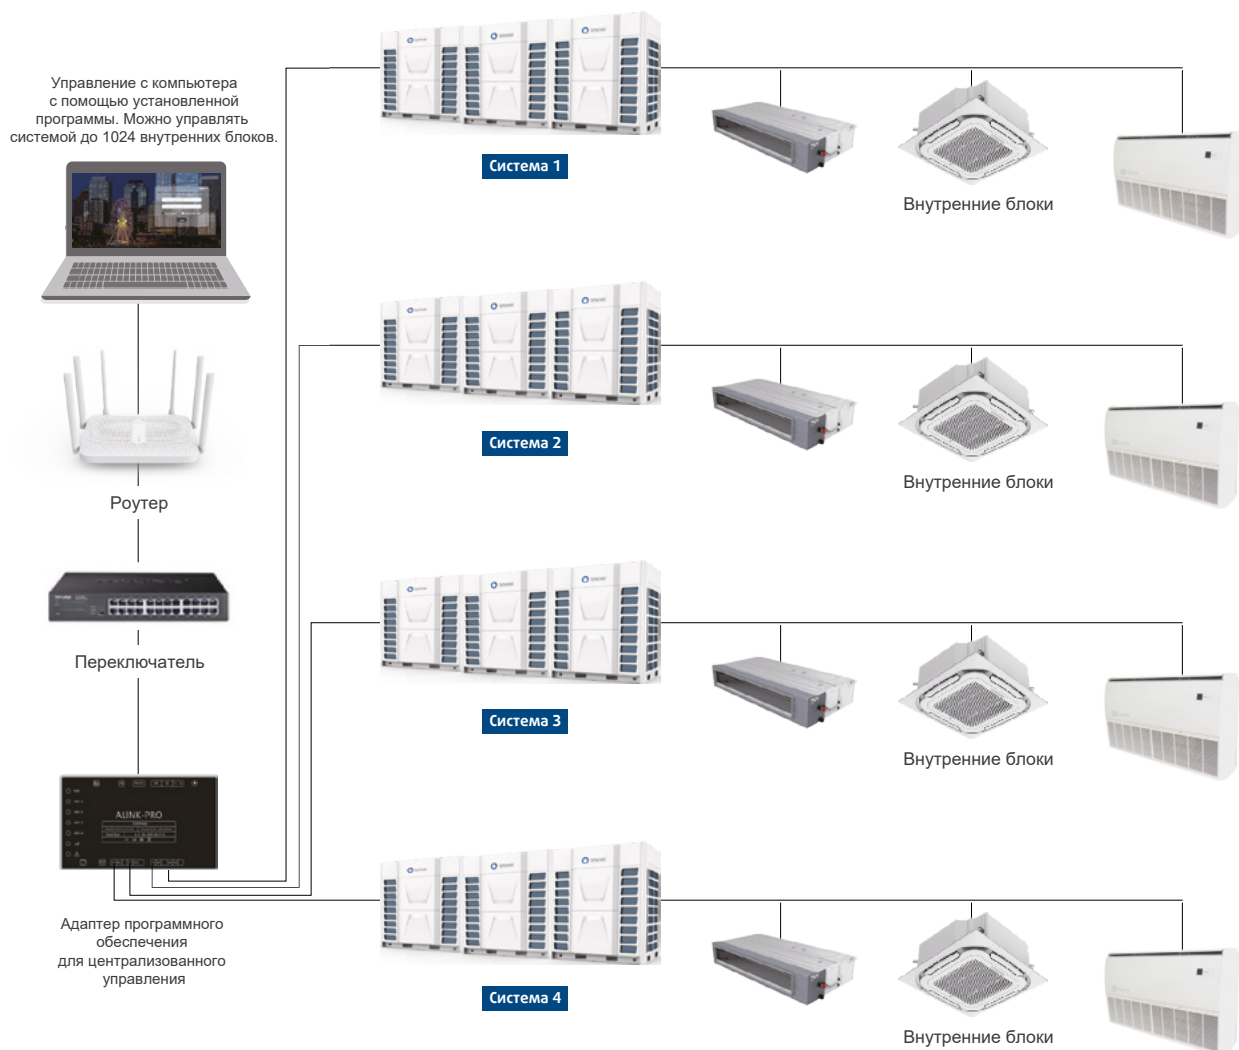 Управление с компьютера
с помощью установленной
программы. Можно управлять
системой до 1024 внутренних блоков.
Роутер
Переключатель
ALINK-PRO
Адаптер программного
обеспечения
для централизованного
управления
Система 1
Внутренние блоки
Система 2
Внутренние блоки
Система 3
Внутренние блоки
Система 4
Внутренние блоки